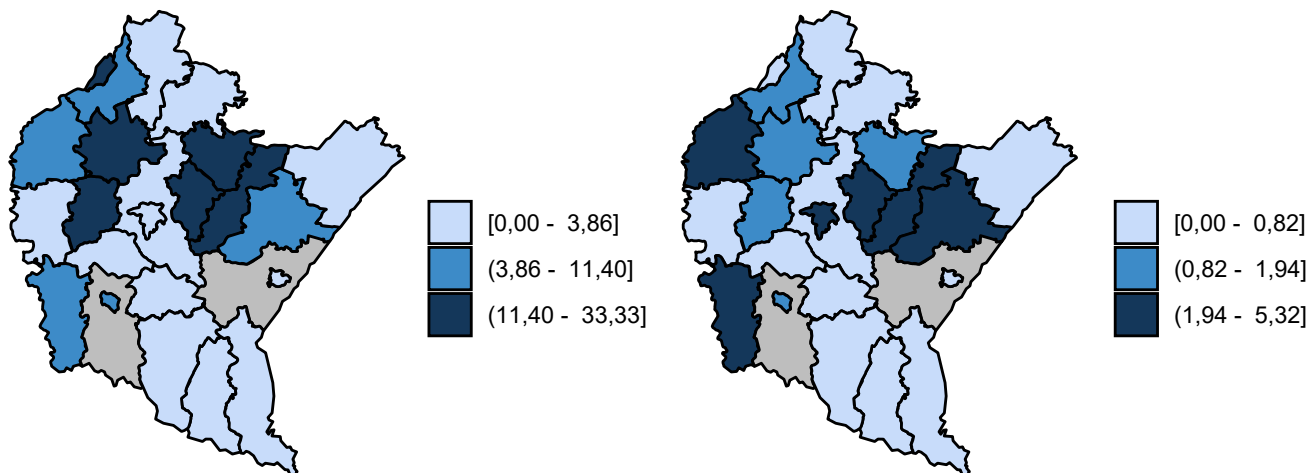 [0,00 - 3,86]
(3,86 - 11,40]
(11,40 - 33,33]
[0,00 - 0,82]
(0,82 - 1,94]
(1,94 - 5,32]